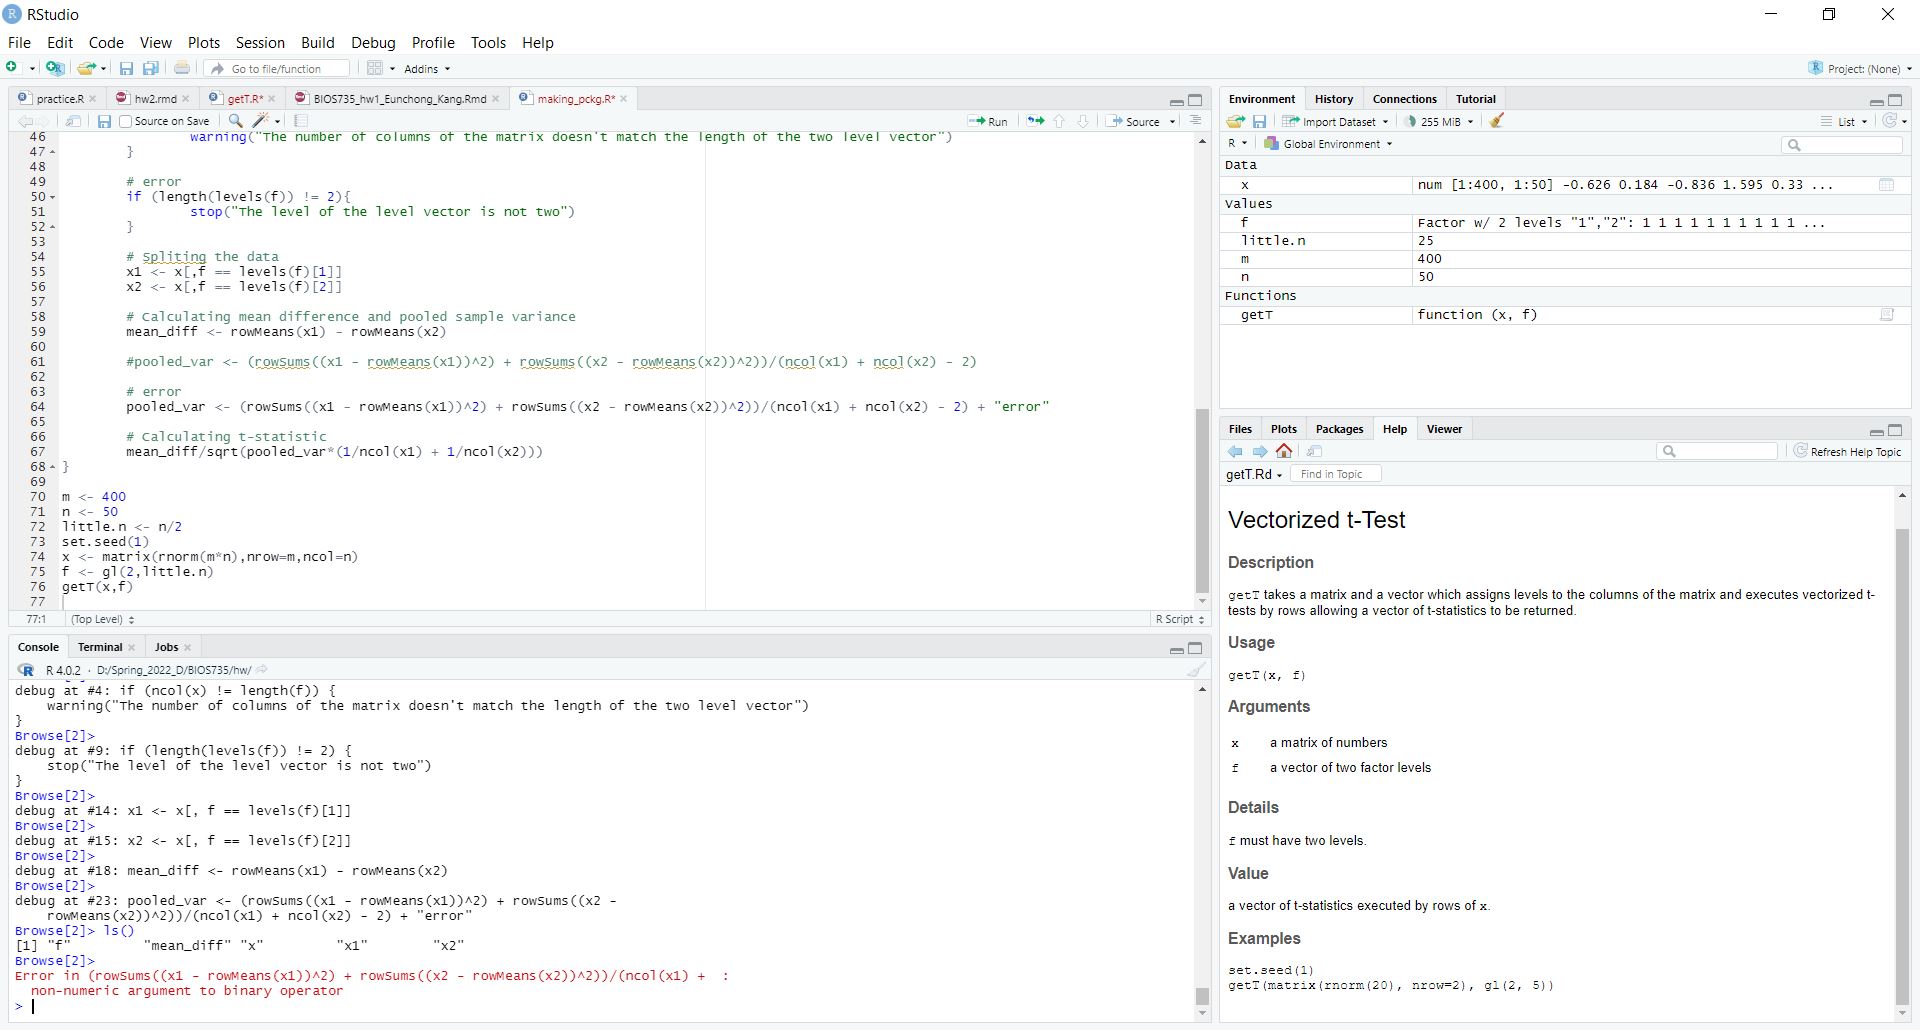 RStudio
File Edit Code View Plots Session Build Debug Profile Tools Help
Go to file/function Addins Project: (None)
practice.R hw2.rmd getT.R* BIOS735_hw1_Eunchong_Kang.Rmd making_pckg.R*
Source on Save Run Source
46 warning("The number of columns of the matrix doesn't match the length of the two level vector")
47 }
48
49 # error
50 if (length(levels(f)) != 2){
51 stop("The level of the level vector is not two")
52 }
53
54 # Spliting the data
55 x1 <- x[,f == levels(f)[1]]
56 x2 <- x[,f == levels(f)[2]]
57
58 # Calculating mean difference and pooled sample variance
59 mean_diff <- rowMeans(x1) - rowMeans(x2)
60
61 #pooled_var <- (rowSums((x1 - rowMeans(x1))^2) + rowSums((x2 - rowMeans(x2))^2))/(ncol(x1) + ncol(x2) - 2)
62
63 # error
64 pooled_var <- (rowSums((x1 - rowMeans(x1))^2) + rowSums((x2 - rowMeans(x2))^2))/(ncol(x1) + ncol(x2) - 2) + "error"
65
66 # Calculating t-statistic
67 mean_diff/sqrt(pooled_var*(1/ncol(x1) + 1/ncol(x2)))
68 }
69
70 m <- 400
71 n <- 50
72 little.n <- n/2
73 set.seed(1)
74 x <- matrix(rnorm(m*n),nrow=m,ncol=n)
75 f <- gl(2,little.n)
76 getT(x,f)
77
77:1 (Top Level) R Script
Console Terminal Jobs
R 4.0.2 · D:/Spring_2022_D/BIOS735/hw/
debug at #4: if (ncol(x) != length(f)) {
warning("The number of columns of the matrix doesn't match the length of the two level vector")
}
Browse[2]>
debug at #9: if (length(levels(f)) != 2) {
stop("The level of the level vector is not two")
}
Browse[2]>
debug at #14: x1 <- x[, f == levels(f)[1]]
Browse[2]>
debug at #15: x2 <- x[, f == levels(f)[2]]
Browse[2]>
debug at #18: mean_diff <- rowMeans(x1) - rowMeans(x2)
Browse[2]>
debug at #23: pooled_var <- (rowSums((x1 - rowMeans(x1))^2) + rowSums((x2 -
rowMeans(x2))^2))/(ncol(x1) + ncol(x2) - 2) + "error"
Browse[2]> ls()
[1] "f" "mean_diff" "x" "x1" "x2"
Browse[2]>
Error in (rowSums((x1 - rowMeans(x1))^2) + rowSums((x2 - rowMeans(x2))^2))/(ncol(x1) + :
non-numeric argument to binary operator
>
Environment History Connections Tutorial
Import Dataset 255 MiB List
R Global Environment
Data
x num [1:400, 1:50] -0.626 0.184 -0.836 1.595 0.33 ...
Values
f Factor w/ 2 levels "1","2": 1 1 1 1 1 1 1 1 1 1 ...
little.n 25
m 400
n 50
Functions
getT function (x, f)
Files Plots Packages Help Viewer
Refresh Help Topic
getT.Rd Find in Topic
Vectorized t-Test
Description
getT takes a matrix and a vector which assigns levels to the columns of the matrix and executes vectorized t-
tests by rows allowing a vector of t-statistics to be returned.
Usage
getT(x, f)
Arguments
x a matrix of numbers
f a vector of two factor levels
Details
f must have two levels.
Value
a vector of t-statistics executed by rows of x.
Examples
set.seed(1)
getT(matrix(rnorm(20), nrow=2), gl(2, 5))